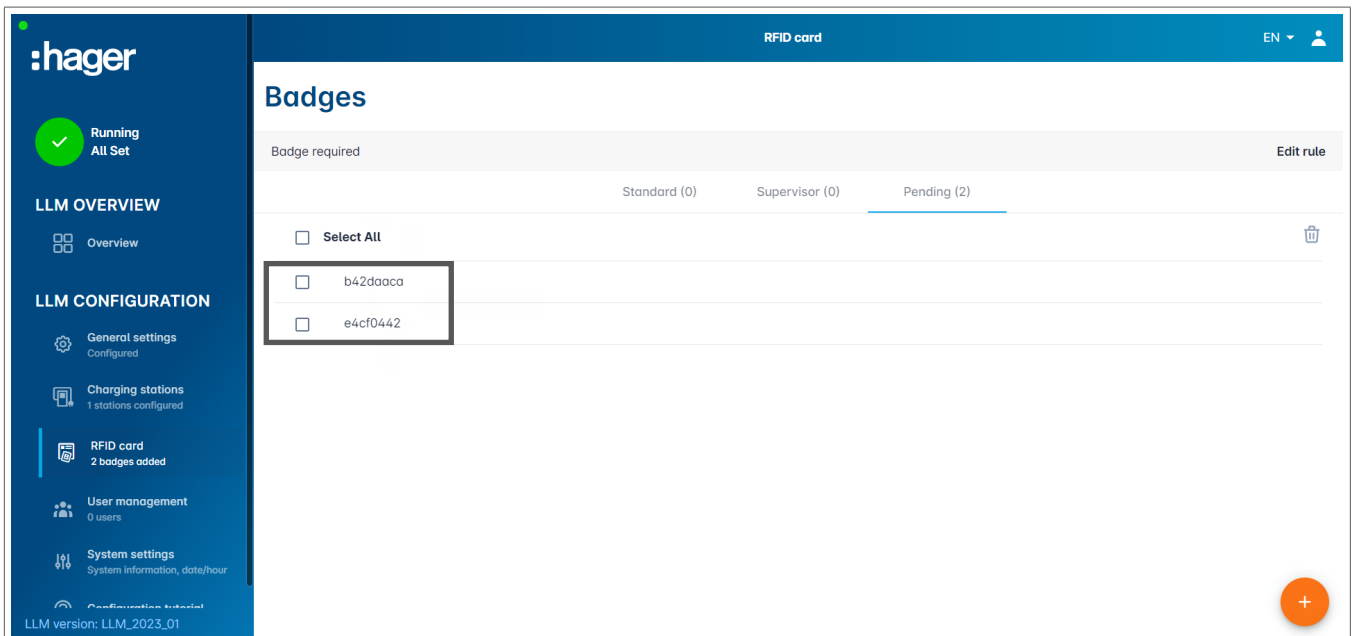 :hager
Running
All Set
LLM OVERVIEW
Overview
LLM CONFIGURATION
General settings
Configured
Charging stations
1 stations configured
RFID card
2 badges added
User management
0 users
System settings
System information, date/hour
Configuration tutorial
LLM version: LLM_2023_01
RFID card
EN
Badges
Badge required
Edit rule
Standard (0)
Supervisor (0)
Pending (2)
Select All
b42daaca
e4cf0442